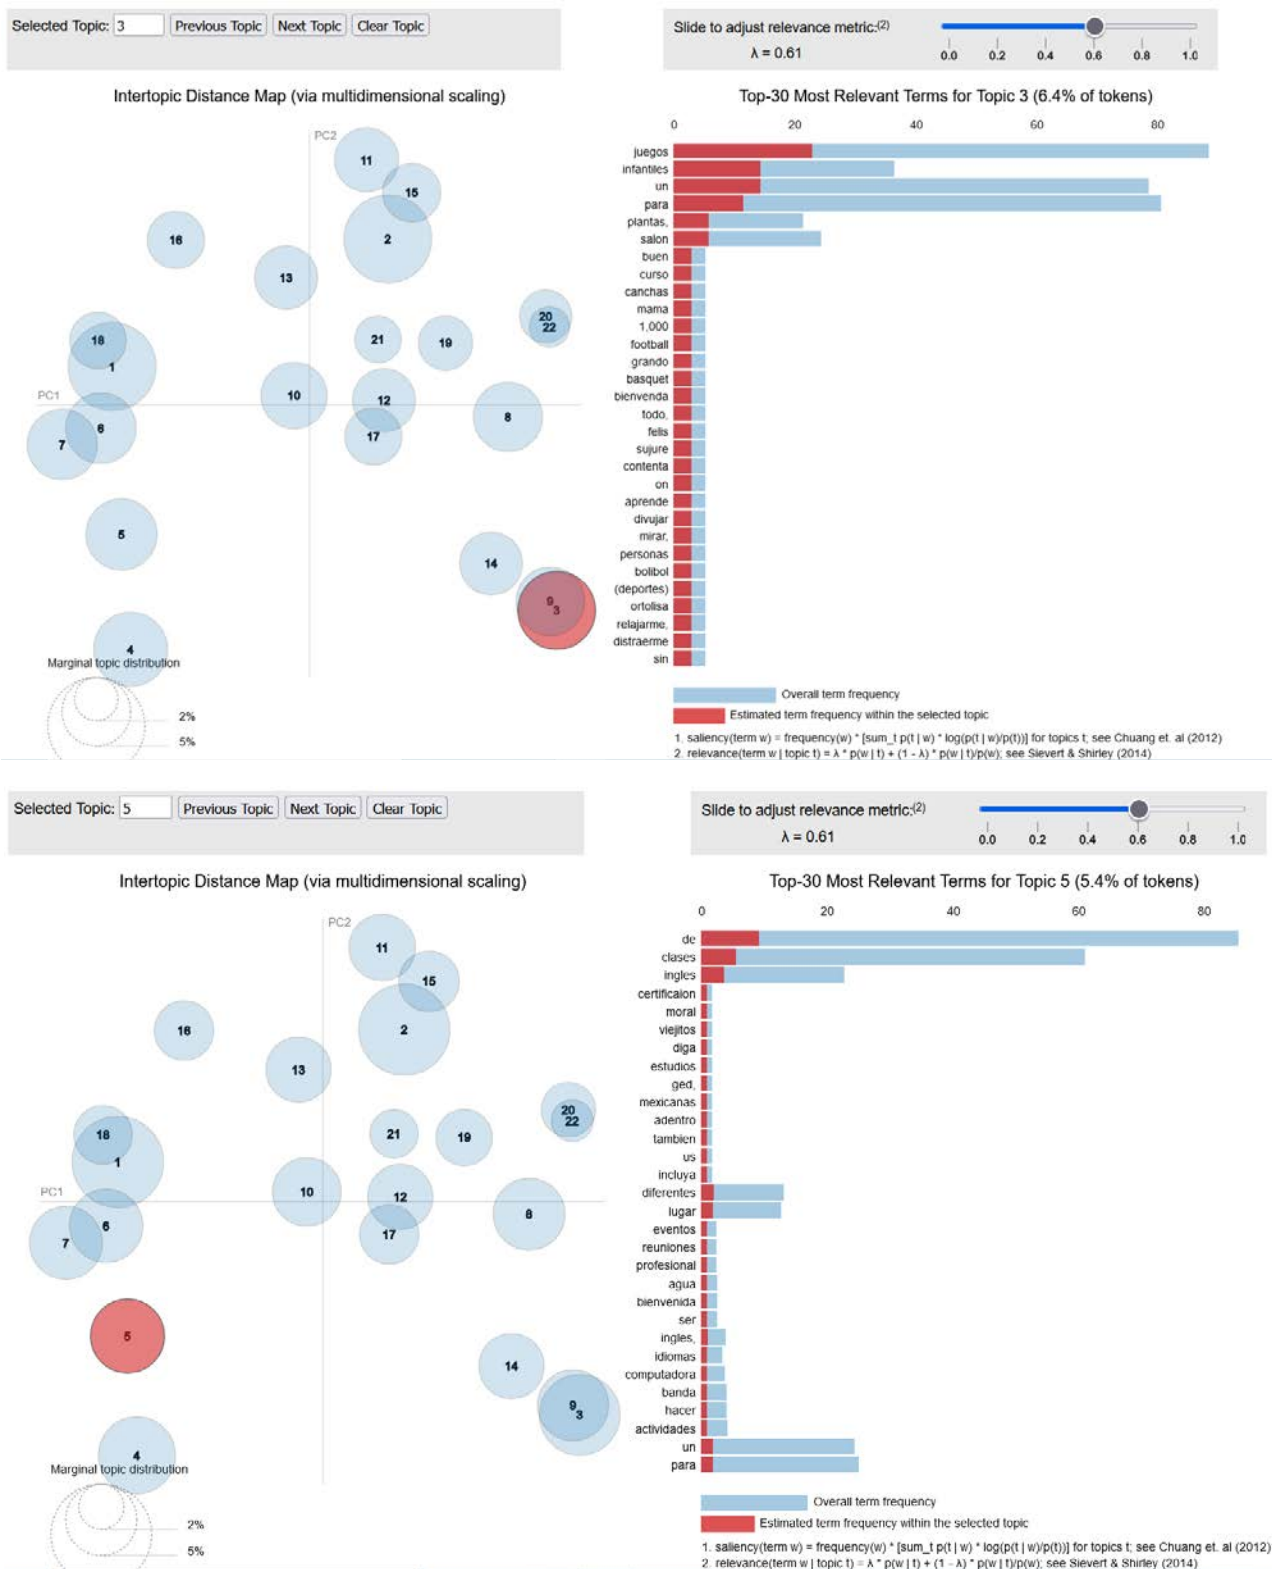 Selected Topic: 3 Previous Topic Next Topic Clear Topic
Slide to adjust relevance metric:(2)
λ = 0.61
0.0 0.2 0.4 0.6 0.8 1.0
Intertopic Distance Map (via multidimensional scaling)
PC2
11
15
16
2
13
20
22
18
21
19
1
PC1
10
12
8
6
17
7
5
14
9
3
4
Marginal topic distribution
2%
5%
Top-30 Most Relevant Terms for Topic 3 (6.4% of tokens)
0 20 40 60 80
juegos
infantiles
un
para
plantas,
salon
buen
curso
canchas
mama
1,000
football
grando
basquet
bienvenda
todo,
felis
sujure
contenta
on
aprende
divujar
mirar,
personas
bolibol
(deportes)
ortolisa
relajarme,
distraerme
sin
Overall term frequency
Estimated term frequency within the selected topic
1. saliency(term w) = frequency(w) * [sum_t p(t | w) * log(p(t | w)/p(t))] for topics t; see Chuang et. al (2012)
2. relevance(term w | topic t) = λ * p(w | t) + (1 - λ) * p(w | t)/p(w); see Sievert & Shirley (2014)
Selected Topic: 5 Previous Topic Next Topic Clear Topic
Slide to adjust relevance metric:(2)
λ = 0.61
0.0 0.2 0.4 0.6 0.8 1.0
Intertopic Distance Map (via multidimensional scaling)
PC2
11
15
16
2
13
20
22
18
21
19
1
PC1
10
12
8
6
17
7
5
14
9
3
4
Marginal topic distribution
2%
5%
Top-30 Most Relevant Terms for Topic 5 (5.4% of tokens)
0 20 40 60 80
de
clases
ingles
certificaion
moral
viejitos
diga
estudios
ged,
mexicanas
adentro
tambien
us
incluya
diferentes
lugar
eventos
reuniones
profesional
agua
bienvenida
ser
ingles,
idiomas
computadora
banda
hacer
actividades
un
para
Overall term frequency
Estimated term frequency within the selected topic
1. saliency(term w) = frequency(w) * [sum_t p(t | w) * log(p(t | w)/p(t))] for topics t; see Chuang et. al (2012)
2. relevance(term w | topic t) = λ * p(w | t) + (1 - λ) * p(w | t)/p(w); see Sievert & Shirley (2014)